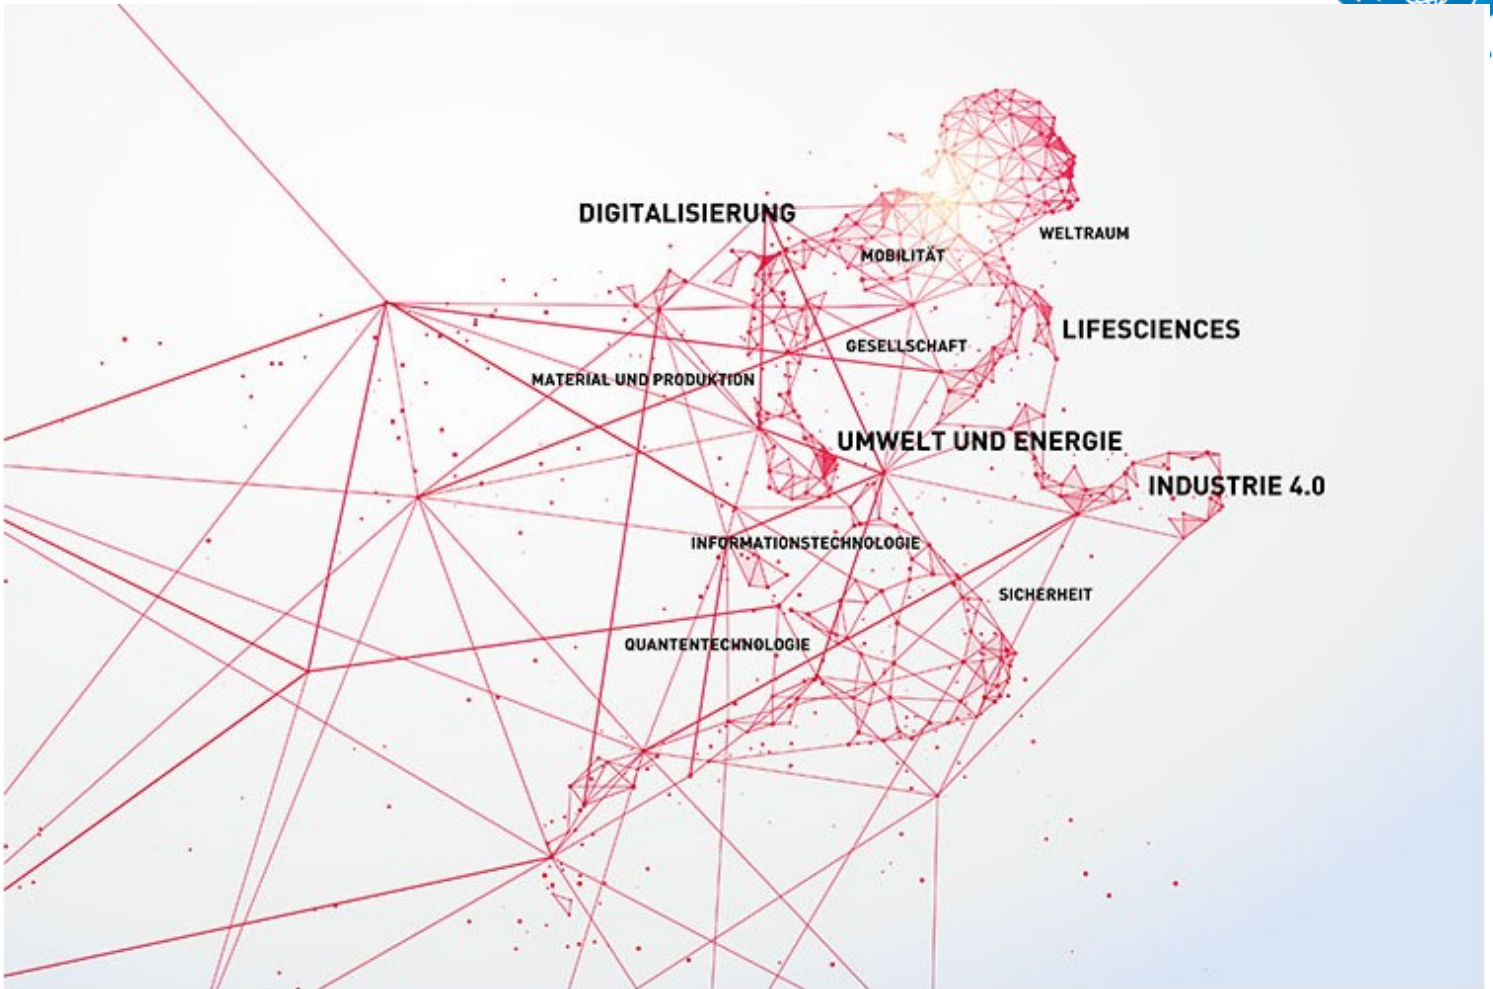 DIGITALISIERUNG
WELTRAUM
MOBILITÄT
LIFESCIENCES
GESELLSCHAFT
MATERIAL UND PRODUKTION
UMWELT UND ENERGIE
INDUSTRIE 4.0
INFORMATIONSTECHNOLOGIE
SICHERHEIT
QUANTENTECHNOLOGIE